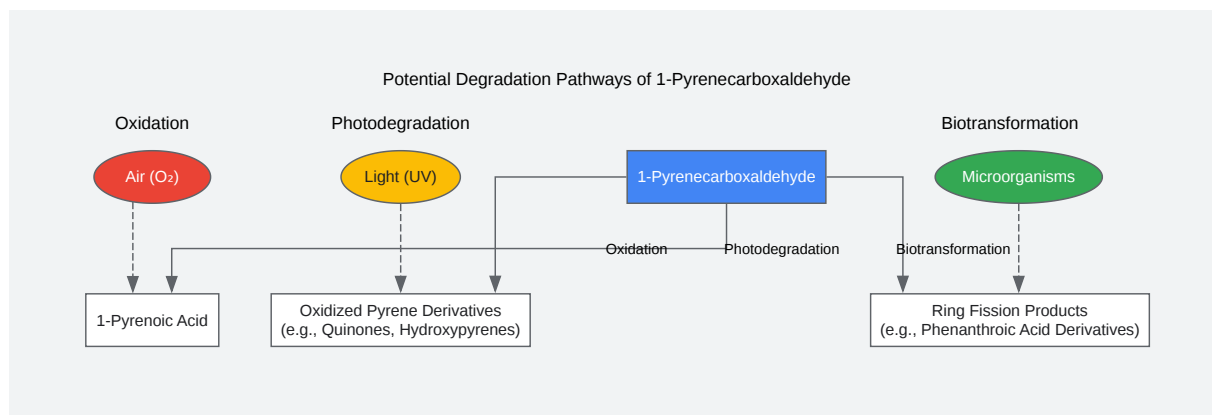 Potential Degradation Pathways of 1-Pyrenecarboxaldehyde
Oxidation
Photodegradation
Biotransformation
Air (O₂)
Light (UV)
1-Pyrenecarboxaldehyde
Microorganisms
Oxidation
Photodegradation
Biotransformation
1-Pyrenoic Acid
Oxidized Pyrene Derivatives
(e.g., Quinones, Hydroxypyrenes)
Ring Fission Products
(e.g., Phenanthroic Acid Derivatives)